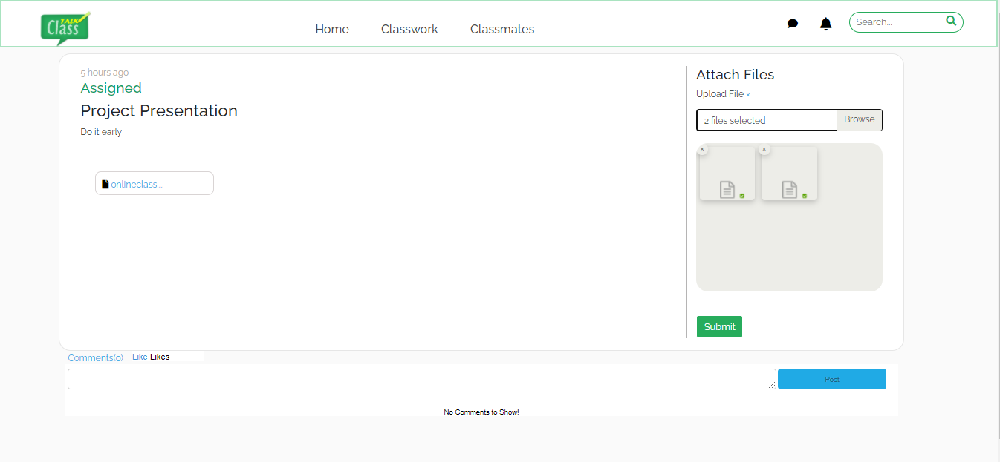 TALK
Class
Home Classwork Classmates
Search...
5 hours ago
Assigned
Project Presentation
Do it early
onlineclass....
Attach Files
Upload File ×
2 files selected Browse
× ×
Submit
Comments(0) Like Likes
Post
No Comments to Show!